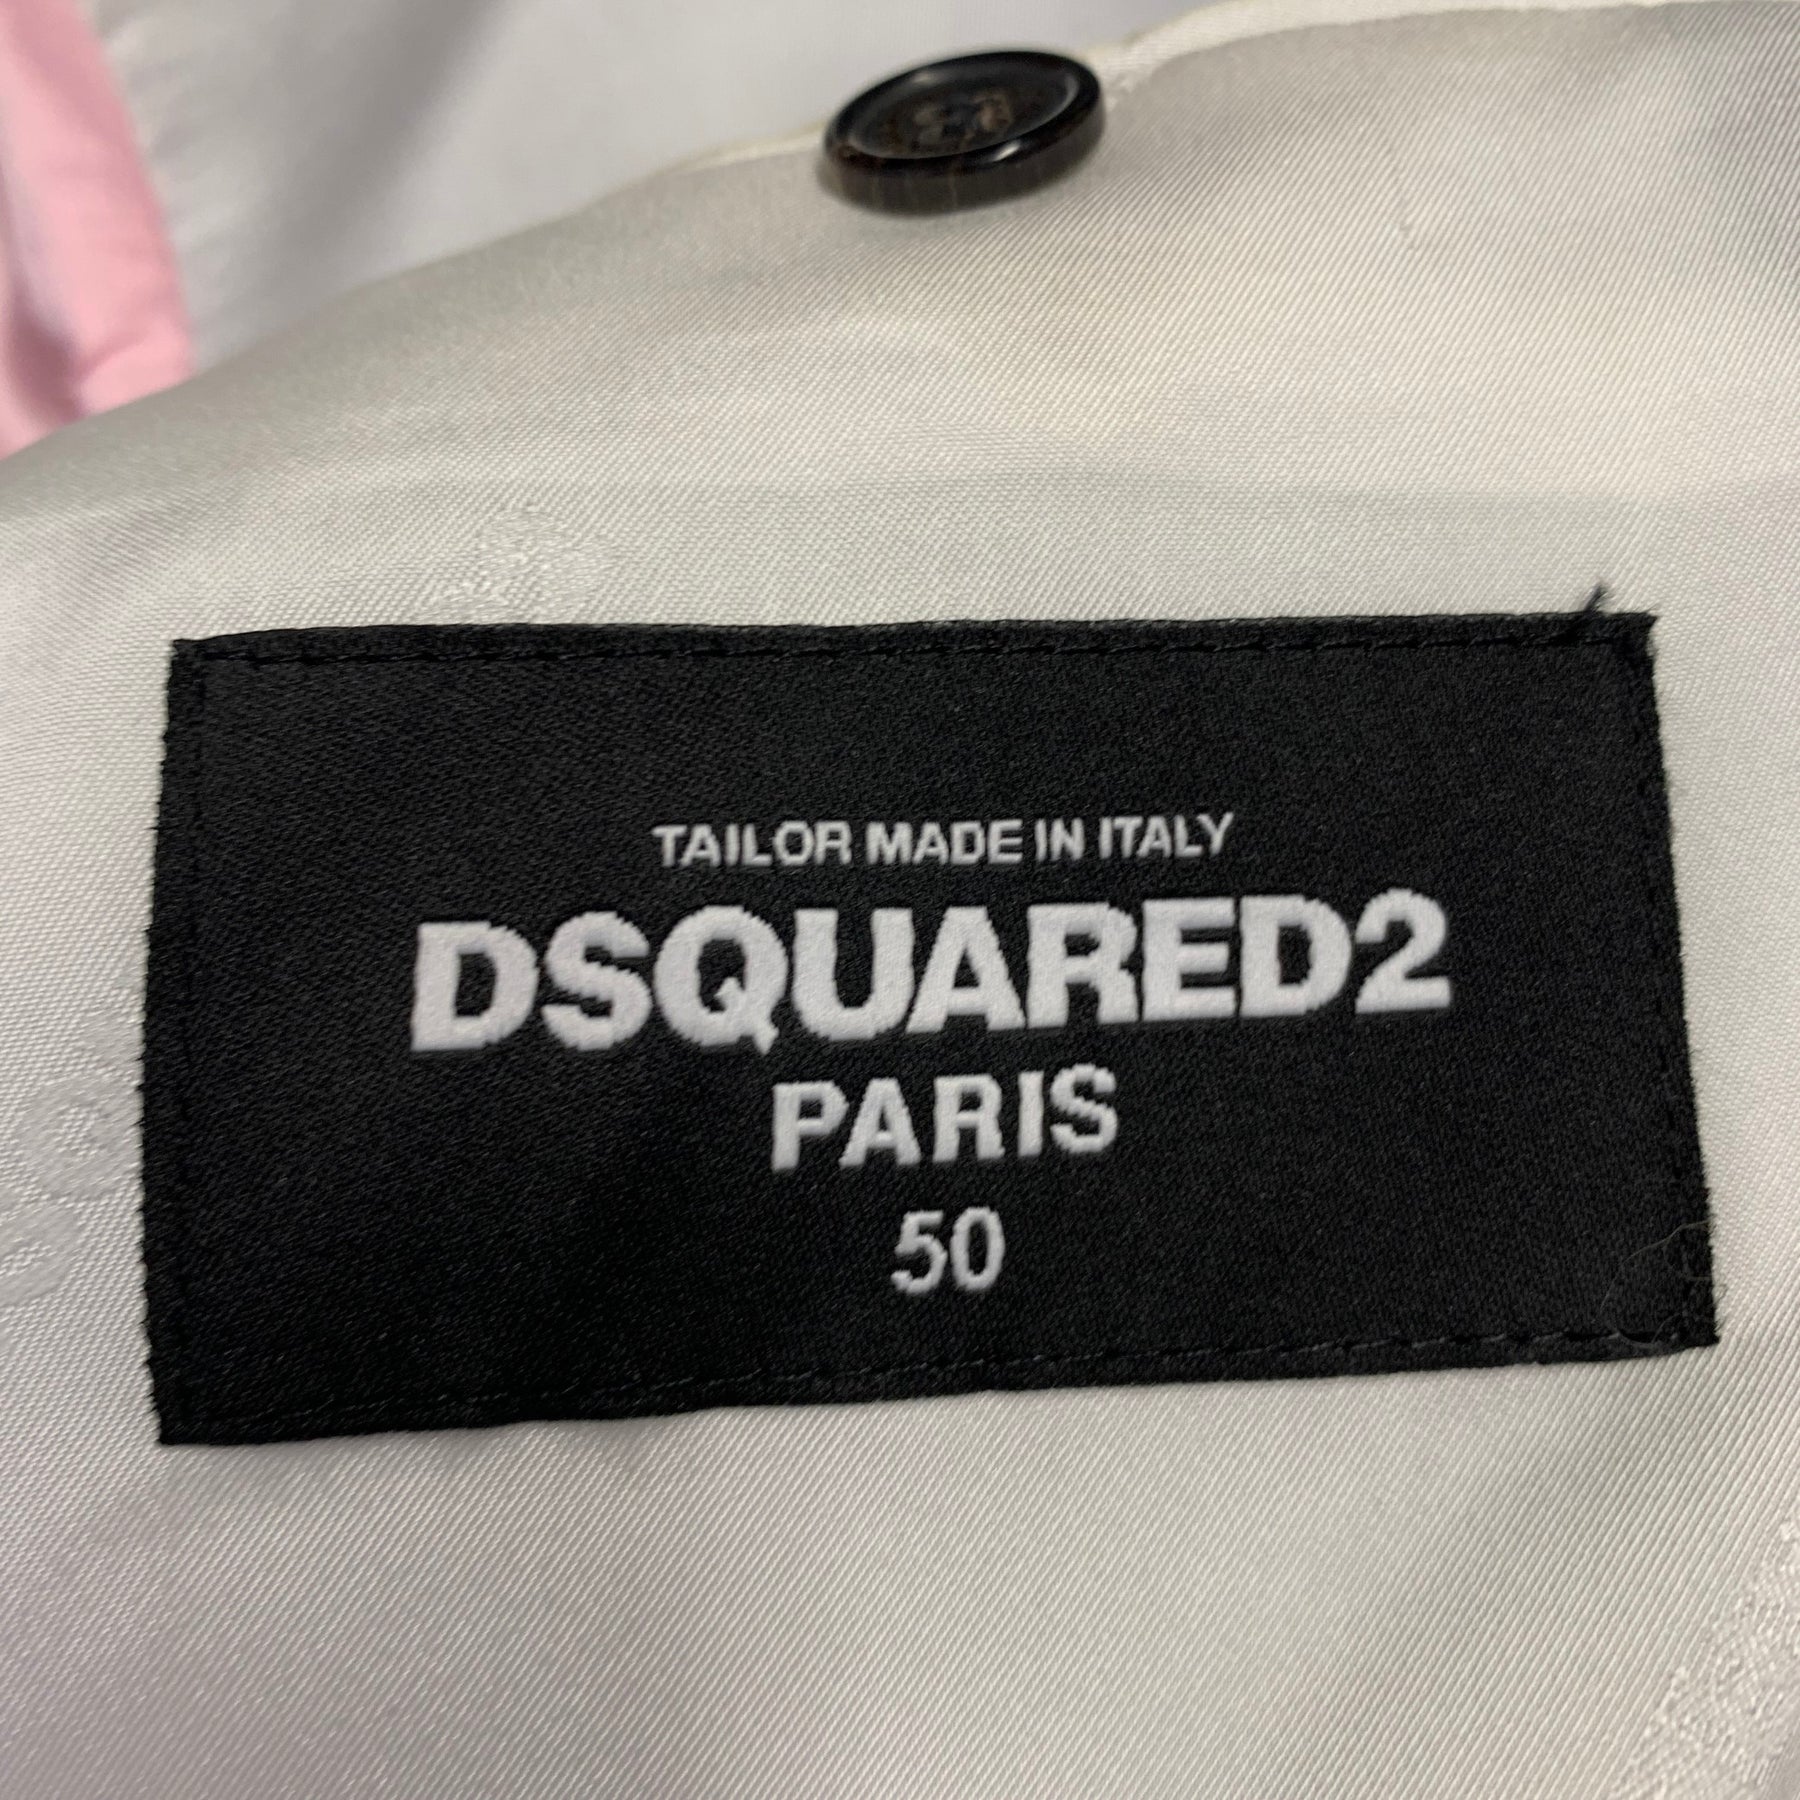 TAILOR MADE IN ITALY
DSQUARED2
PARIS
50